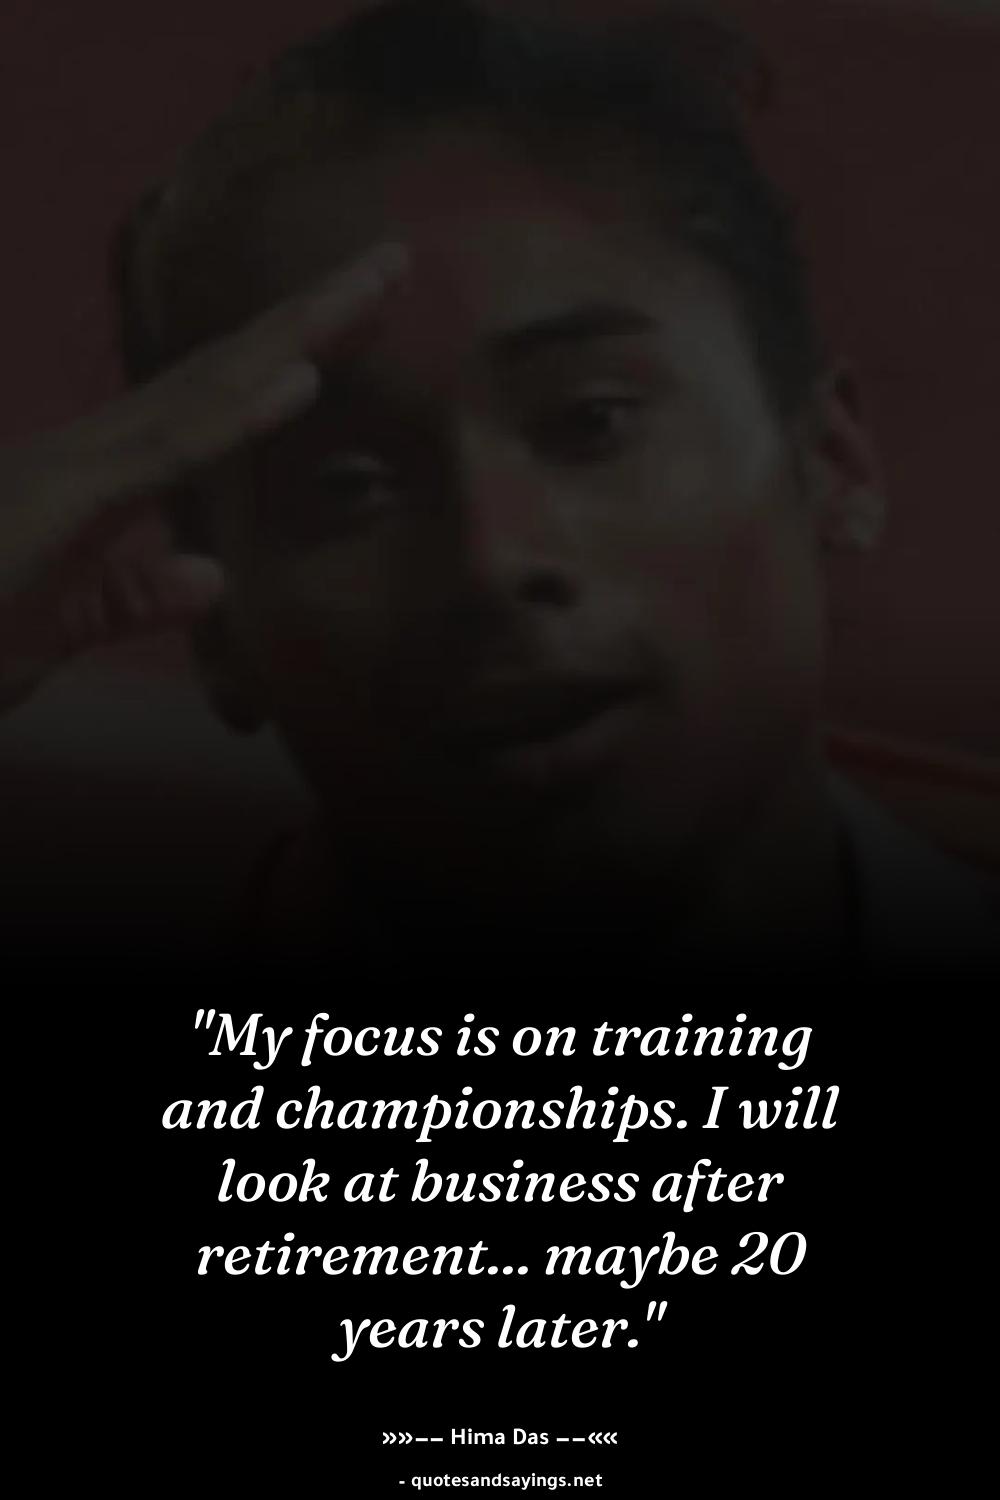 "My focus is on training
and championships. I will
look at business after
retirement... maybe 20
years later."
»»−− Hima Das −−««
- quotesandsayings.net